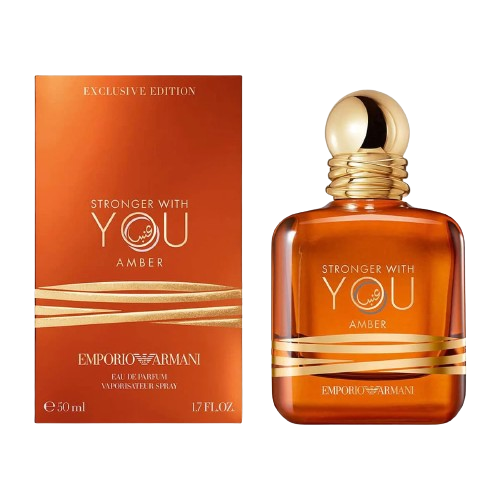 EXCLUSIVE EDITION
STRONGER WITH
YOU
AMBER
EMPORIO ARMANI
EAU DE PARFUM
VAPORISATEUR SPRAY
℮ 50 ml 1.7 FL.OZ.
STRONGER WITH
YOU
AMBER
EMPORIO ARMANI